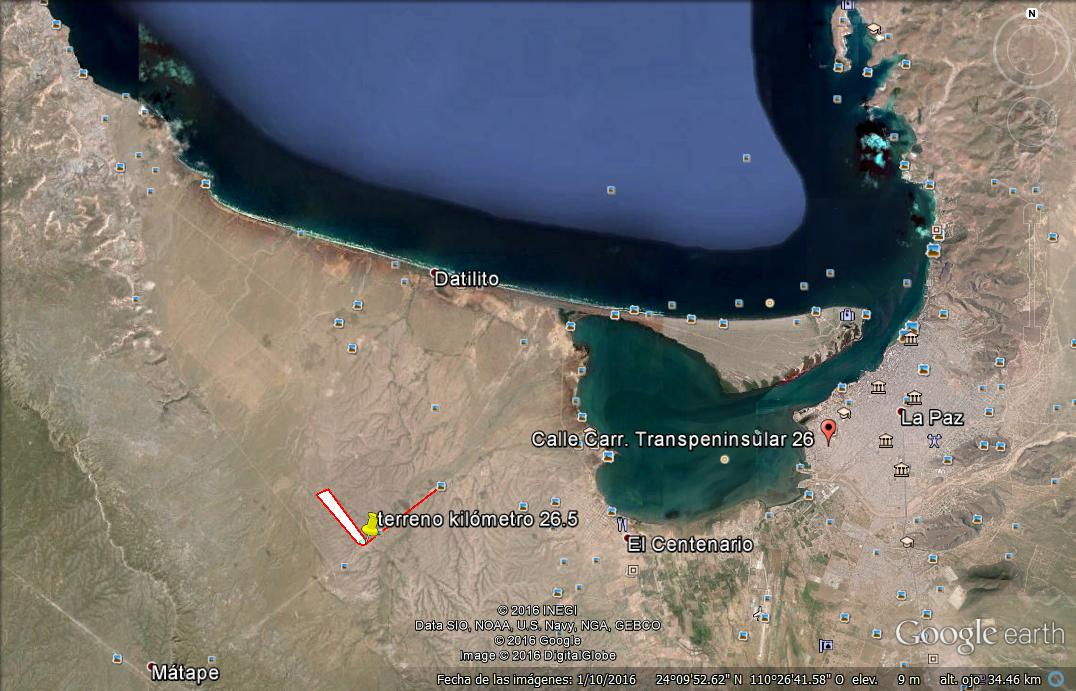 N
Datilito
La Paz
Calle Carr. Transpeninsular 26
terreno kilómetro 26.5
El Centenario
© 2016 INEGI
Data SIO, NOAA, U.S. Navy, NGA, GEBCO
© 2016 Google
Image © 2016 DigitalGlobe
Google earth
Mátape
Fecha de las imágenes: 1/10/2016 24°09'52.62" N 110°26'41.58" O elev. 9 m alt. ojo 34.46 km